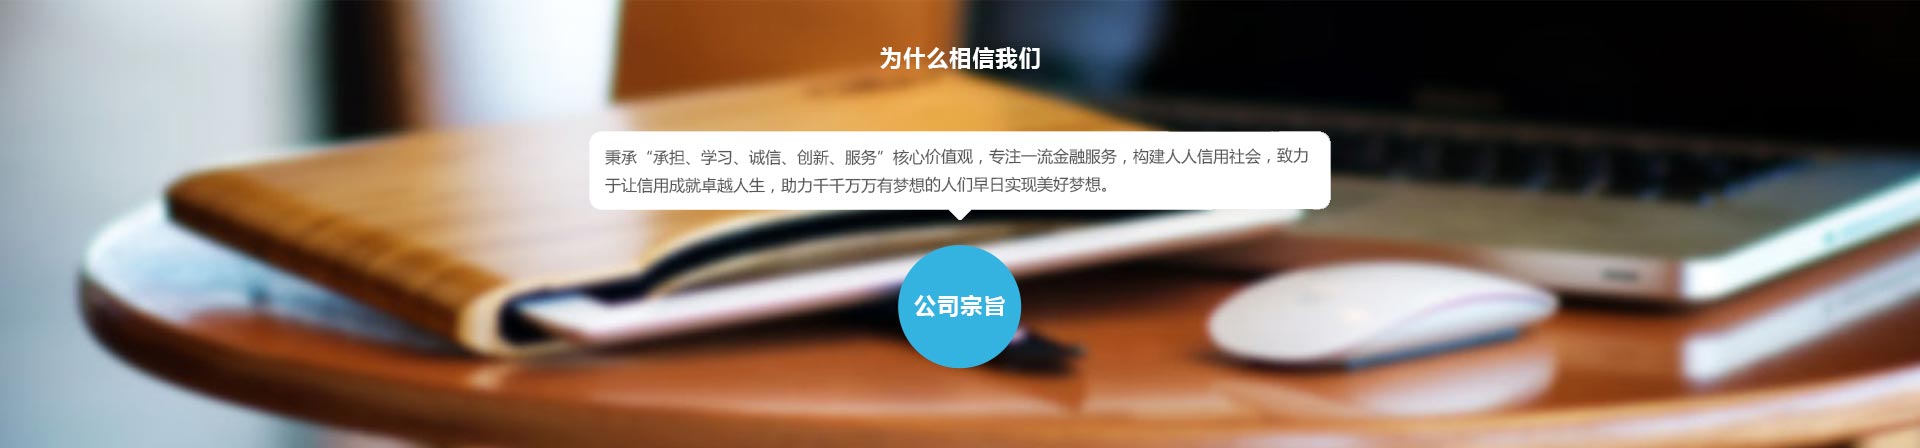 为什么相信我们
秉承“承担、学习、诚信、创新、服务”核心价值观，专注一流金融服务，构建人人信用社会，致力
于让信用成就卓越人生，助力千千万万有梦想的人们早日实现美好梦想。
公司宗旨